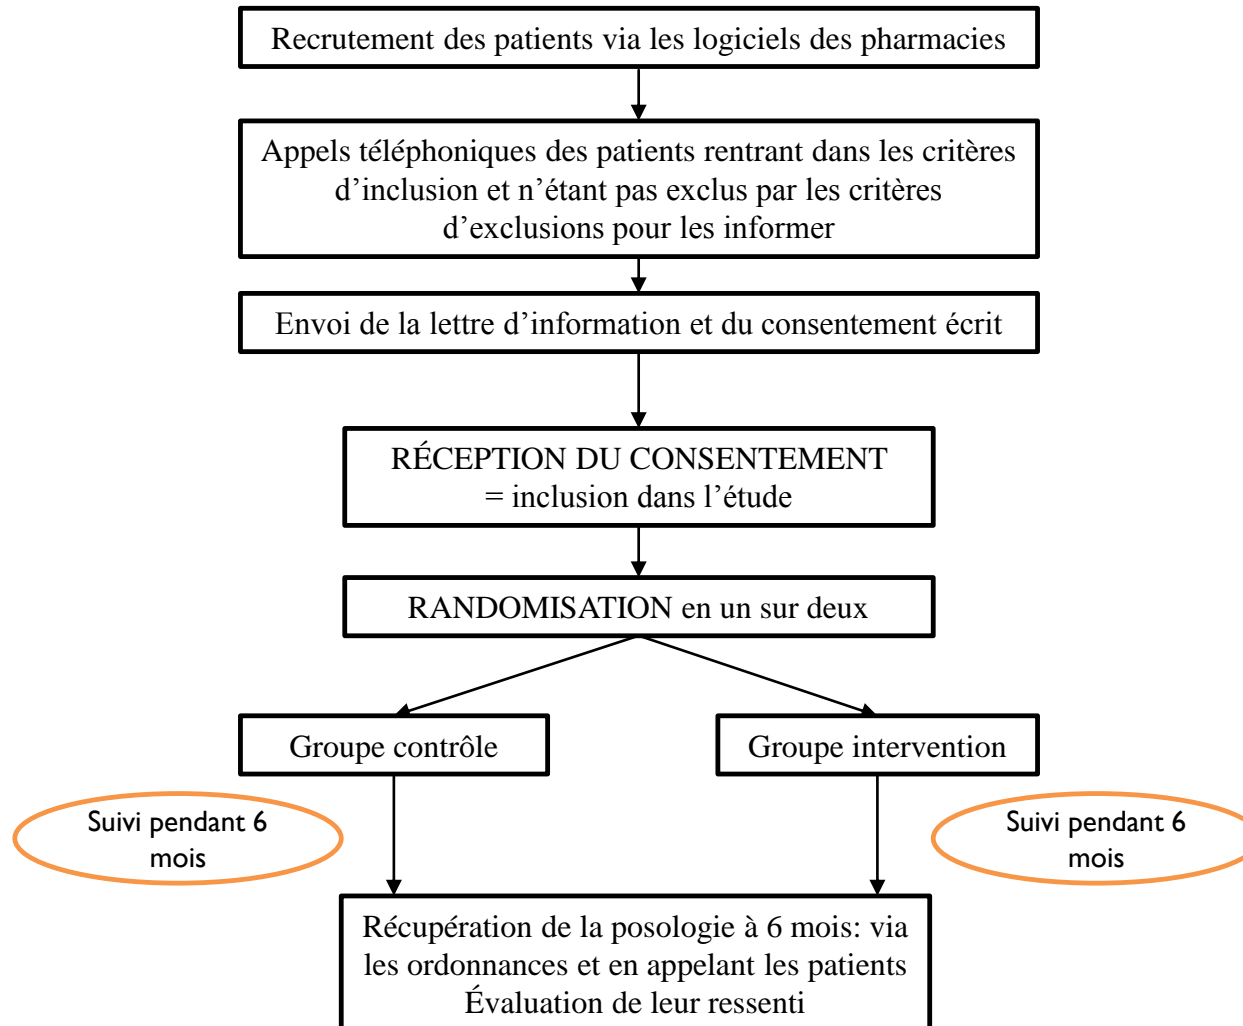 Recrutement des patients via les logiciels des pharmacies
Appels téléphoniques des patients rentrant dans les critères
d’inclusion et n’étant pas exclus par les critères
d’exclusions pour les informer
Envoi de la lettre d’information et du consentement écrit
RÉCEPTION DU CONSENTEMENT
= inclusion dans l’étude
RANDOMISATION en un sur deux
Groupe contrôle
Groupe intervention
Suivi pendant 6
mois
Suivi pendant 6
mois
Récupération de la posologie à 6 mois: via
les ordonnances et en appelant les patients
Évaluation de leur ressenti